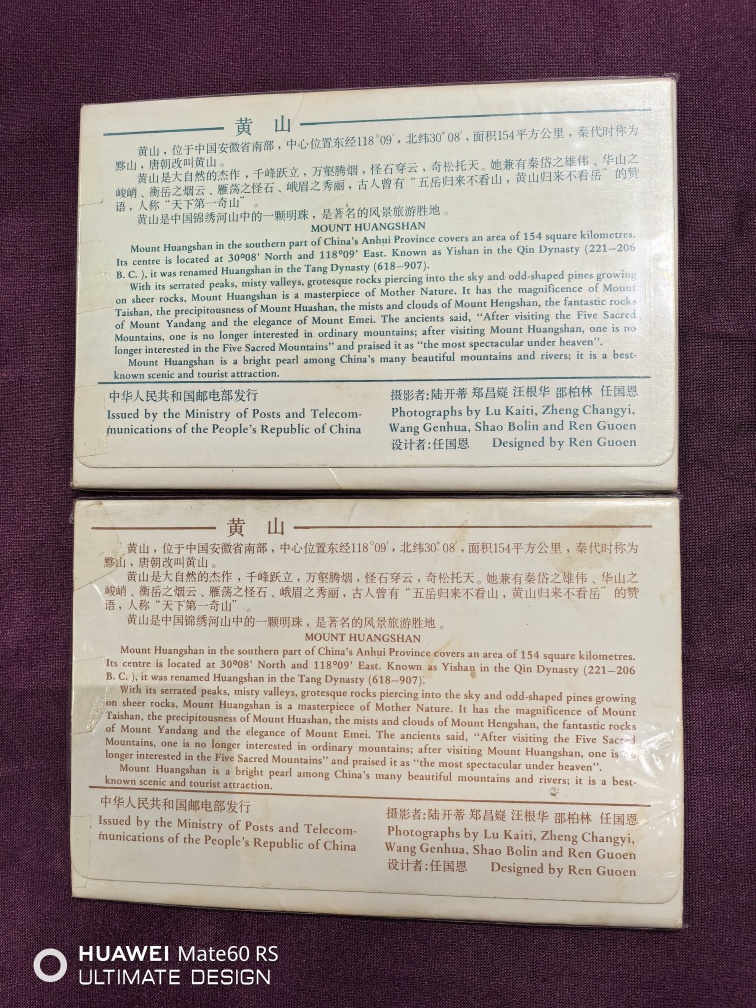 黄 山
黄山，位于中国安徽省南部，中心位置东经118°09′，北纬30°08′，面积154平方公里，秦代时称为
黟山，唐朝改叫黄山。
黄山是大自然的杰作，千峰跃立，万壑腾烟，怪石穿云，奇松托天。她兼有秦岱之雄伟、华山之
峻峭、衡岳之烟云、雁荡之怪石、峨眉之秀丽，古人曾有“五岳归来不看山，黄山归来不看岳”的赞
语，人称“天下第一奇山”
黄山是中国锦绣河山中的一颗明珠，是著名的风景旅游胜地。
MOUNT HUANGSHAN
Mount Huangshan in the southern part of China's Anhui Province covers an area of 154 square kilometres.
Its centre is located at 30°08' North and 118°09' East. Known as Yishan in the Qin Dynasty (221–206
B. C. ), it was renamed Huangshan in the Tang Dynasty (618–907).
With its serrated peaks, misty valleys, grotesque rocks piercing into the sky and odd-shaped pines growing
on sheer rocks, Mount Huangshan is a masterpiece of Mother Nature. It has the magnificence of Mount
Taishan, the precipitousness of Mount Huashan, the mists and clouds of Mount Hengshan, the fantastic rocks
of Mount Yandang and the elegance of Mount Emei. The ancients said, “After visiting the Five Sacred
Mountains, one is no longer interested in ordinary mountains; after visiting Mount Huangshan, one is no
longer interested in the Five Sacred Mountains” and praised it as “the most spectacular under heaven”.
Mount Huangshan is a bright pearl among China's many beautiful mountains and rivers; it is a best-
known scenic and tourist attraction.
中华人民共和国邮电部发行
Issued by the Ministry of Posts and Telecom-
munications of the People's Republic of China
摄影者:陆开蒂 郑昌嶷 汪根华 邵柏林 任国恩
Photographs by Lu Kaiti, Zheng Changyi,
Wang Genhua, Shao Bolin and Ren Guoen
设计者:任国恩 Designed by Ren Guoen
黄 山
黄山，位于中国安徽省南部，中心位置东经118°09′，北纬30°08′，面积154平方公里，秦代时称为
黟山，唐朝改叫黄山。
黄山是大自然的杰作，千峰跃立，万壑腾烟，怪石穿云，奇松托天。她兼有秦岱之雄伟、华山之
峻峭、衡岳之烟云、雁荡之怪石、峨眉之秀丽，古人曾有“五岳归来不看山，黄山归来不看岳”的赞
语，人称“天下第一奇山”。
黄山是中国锦绣河山中的一颗明珠，是著名的风景旅游胜地。
MOUNT HUANGSHAN
Mount Huangshan in the southern part of China's Anhui Province covers an area of 154 square kilometres.
Its centre is located at 30°08' North and 118°09' East. Known as Yishan in the Qin Dynasty (221–206
B. C. ), it was renamed Huangshan in the Tang Dynasty (618–907).
With its serrated peaks, misty valleys, grotesque rocks piercing into the sky and odd-shaped pines growing
on sheer rocks, Mount Huangshan is a masterpiece of Mother Nature. It has the magnificence of Mount
Taishan, the precipitousness of Mount Huashan, the mists and clouds of Mount Hengshan, the fantastic rocks
of Mount Yandang and the elegance of Mount Emei. The ancients said, “After visiting the Five Sacred
Mountains, one is no longer interested in ordinary mountains; after visiting Mount Huangshan, one is no
longer interested in the Five Sacred Mountains” and praised it as “the most spectacular under heaven”.
Mount Huangshan is a bright pearl among China's many beautiful mountains and rivers; it is a best-
known scenic and tourist attraction.
中华人民共和国邮电部发行
Issued by the Ministry of Posts and Telecom-
munications of the People's Republic of China
摄影者:陆开蒂 郑昌嶷 汪根华 邵柏林 任国恩
Photographs by Lu Kaiti, Zheng Changyi,
Wang Genhua, Shao Bolin and Ren Guoen
设计者:任国恩 Designed by Ren Guoen
HUAWEI Mate60 RS
ULTIMATE DESIGN